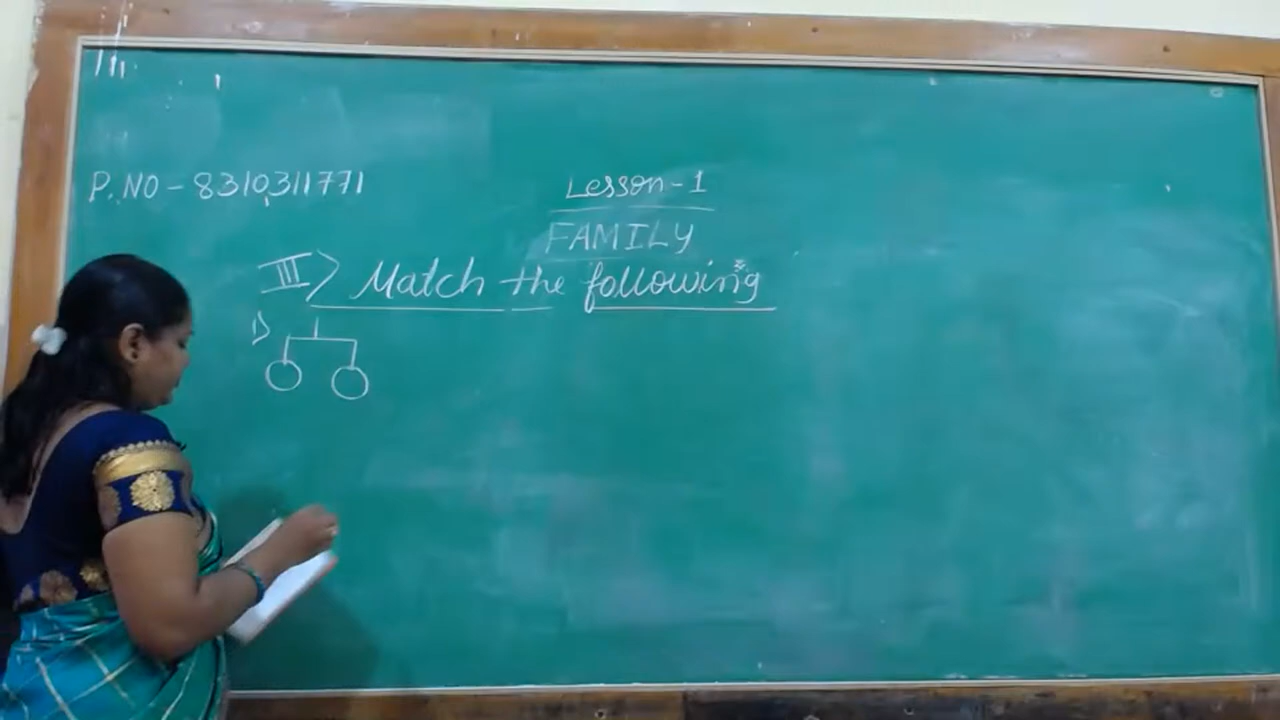 P.NO - 8310311771
Lesson - 1
FAMILY
III> Match the following
1)